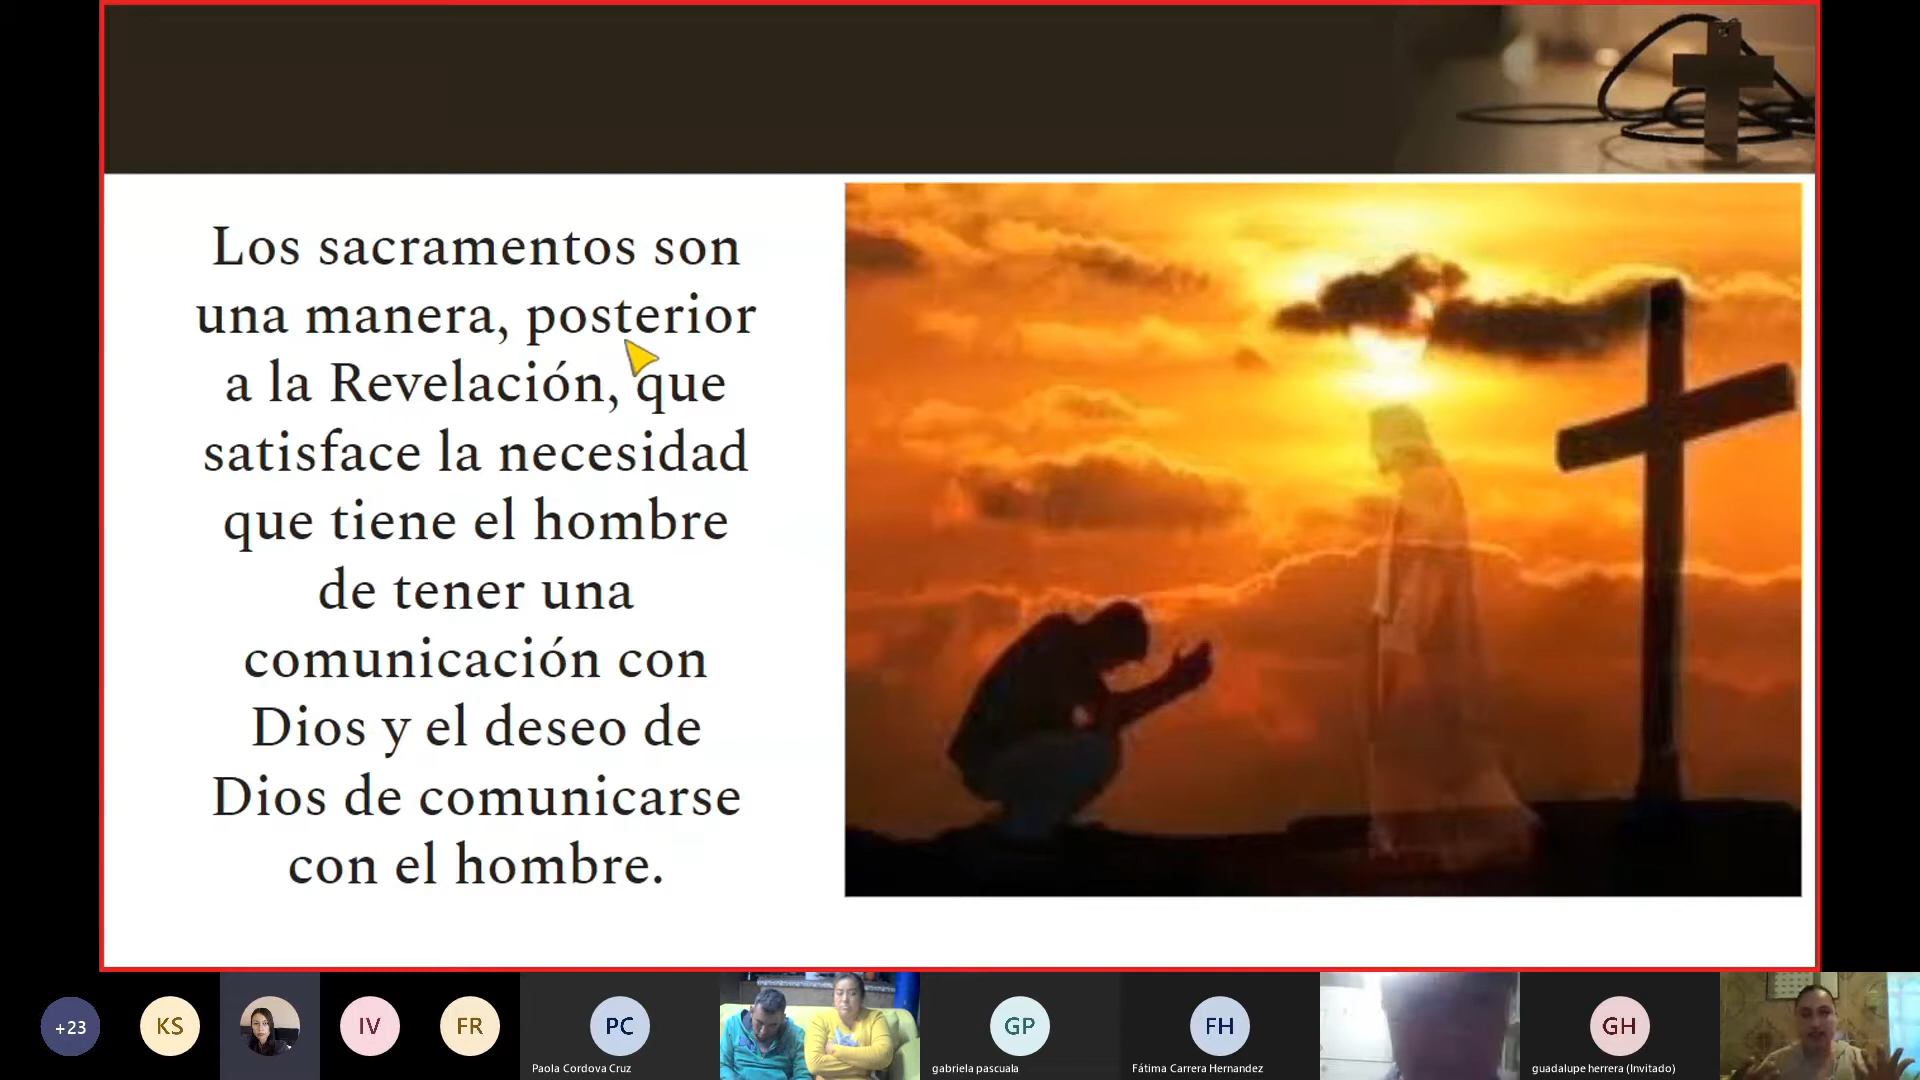 Los sacramentos son
una manera, posterior
a la Revelación, que
satisface la necesidad
que tiene el hombre
de tener una
comunicación con
Dios y el deseo de
Dios de comunicarse
con el hombre.
+23
KS
IV
FR
PC
Paola Cordova Cruz
GP
gabriela pascuala
FH
Fátima Carrera Hernandez
GH
guadalupe herrera (Invitado)